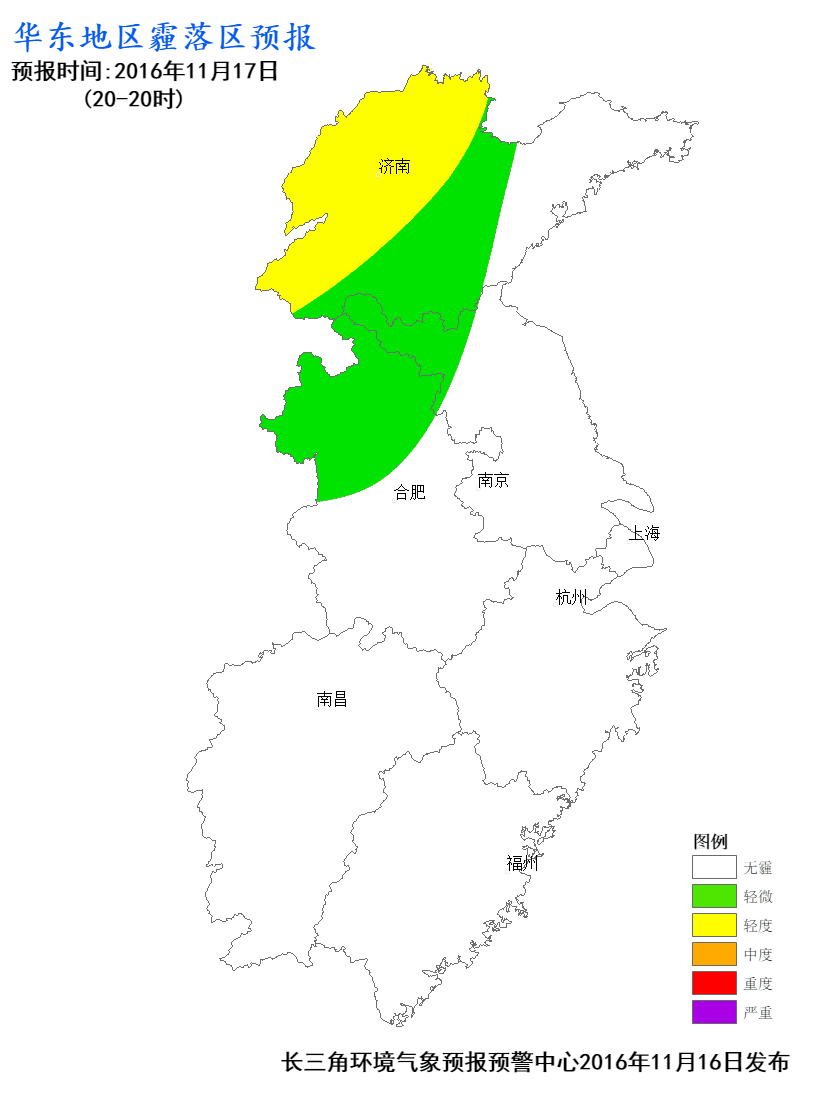 华东地区霾落区预报
预报时间:2016年11月17日
(20-20时)
济南
南京
合肥
上海
杭州
南昌
福州
图例
无霾
轻微
轻度
中度
重度
严重
长三角环境气象预报预警中心2016年11月16日发布